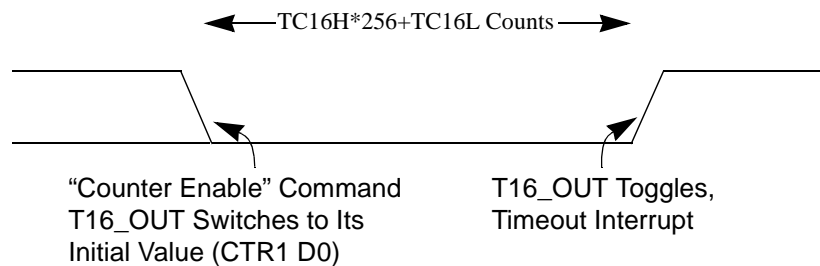 TC16H*256+TC16L Counts
“Counter Enable” Command
T16_OUT Switches to Its
Initial Value (CTR1 D0)
T16_OUT Toggles,
Timeout Interrupt